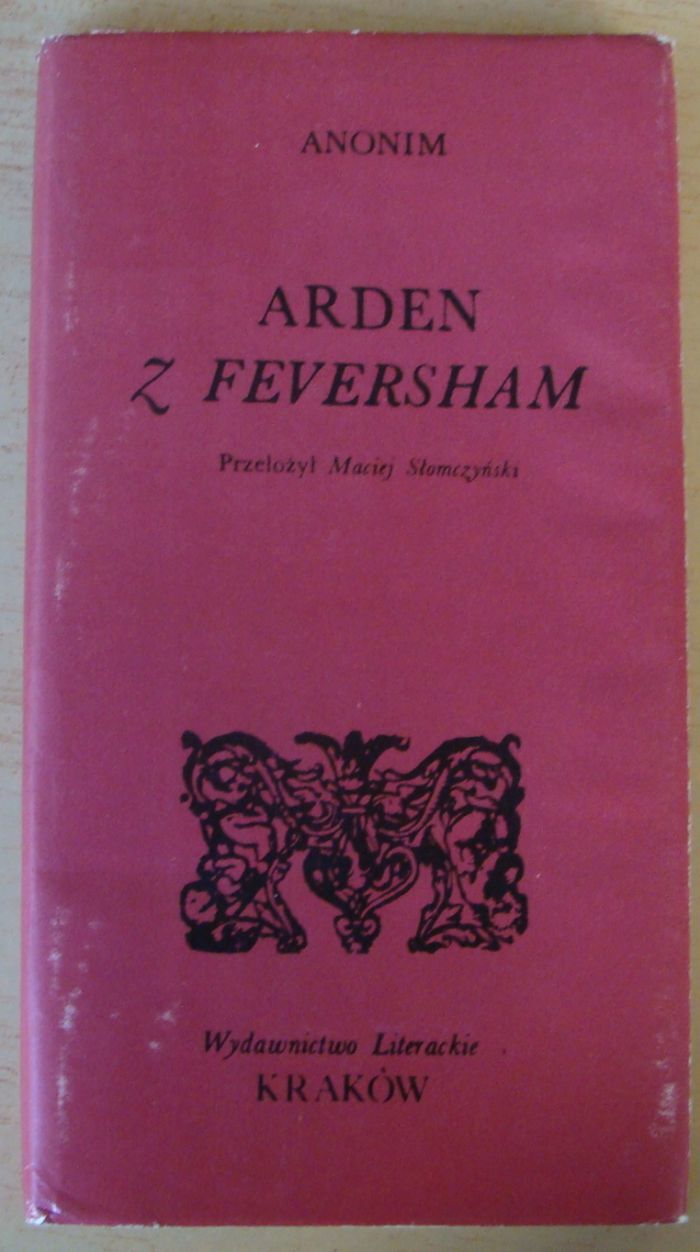 ANONIM
ARDEN
Z FEVERSHAM
Przełożył Maciej Słomczyński
Wydawnictwo Literackie
KRAKÓW